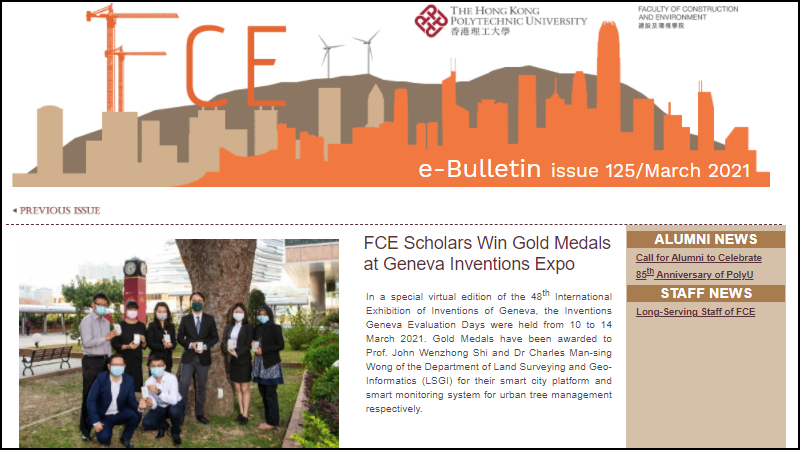 FCE
THE HONG KONG
POLYTECHNIC UNIVERSITY
香港理工大學
FACULTY OF CONSTRUCTION
AND ENVIRONMENT
建設及環境學院
e-Bulletin issue 125/March 2021
◄ PREVIOUS ISSUE
FCE Scholars Win Gold Medals
at Geneva Inventions Expo
In a special virtual edition of the 48th International
Exhibition of Inventions of Geneva, the Inventions
Geneva Evaluation Days were held from 10 to 14
March 2021. Gold Medals have been awarded to
Prof. John Wenzhong Shi and Dr Charles Man-sing
Wong of the Department of Land Surveying and Geo-
Informatics (LSGI) for their smart city platform and
smart monitoring system for urban tree management
respectively.
ALUMNI NEWS
Call for Alumni to Celebrate
85th Anniversary of PolyU
STAFF NEWS
Long-Serving Staff of FCE